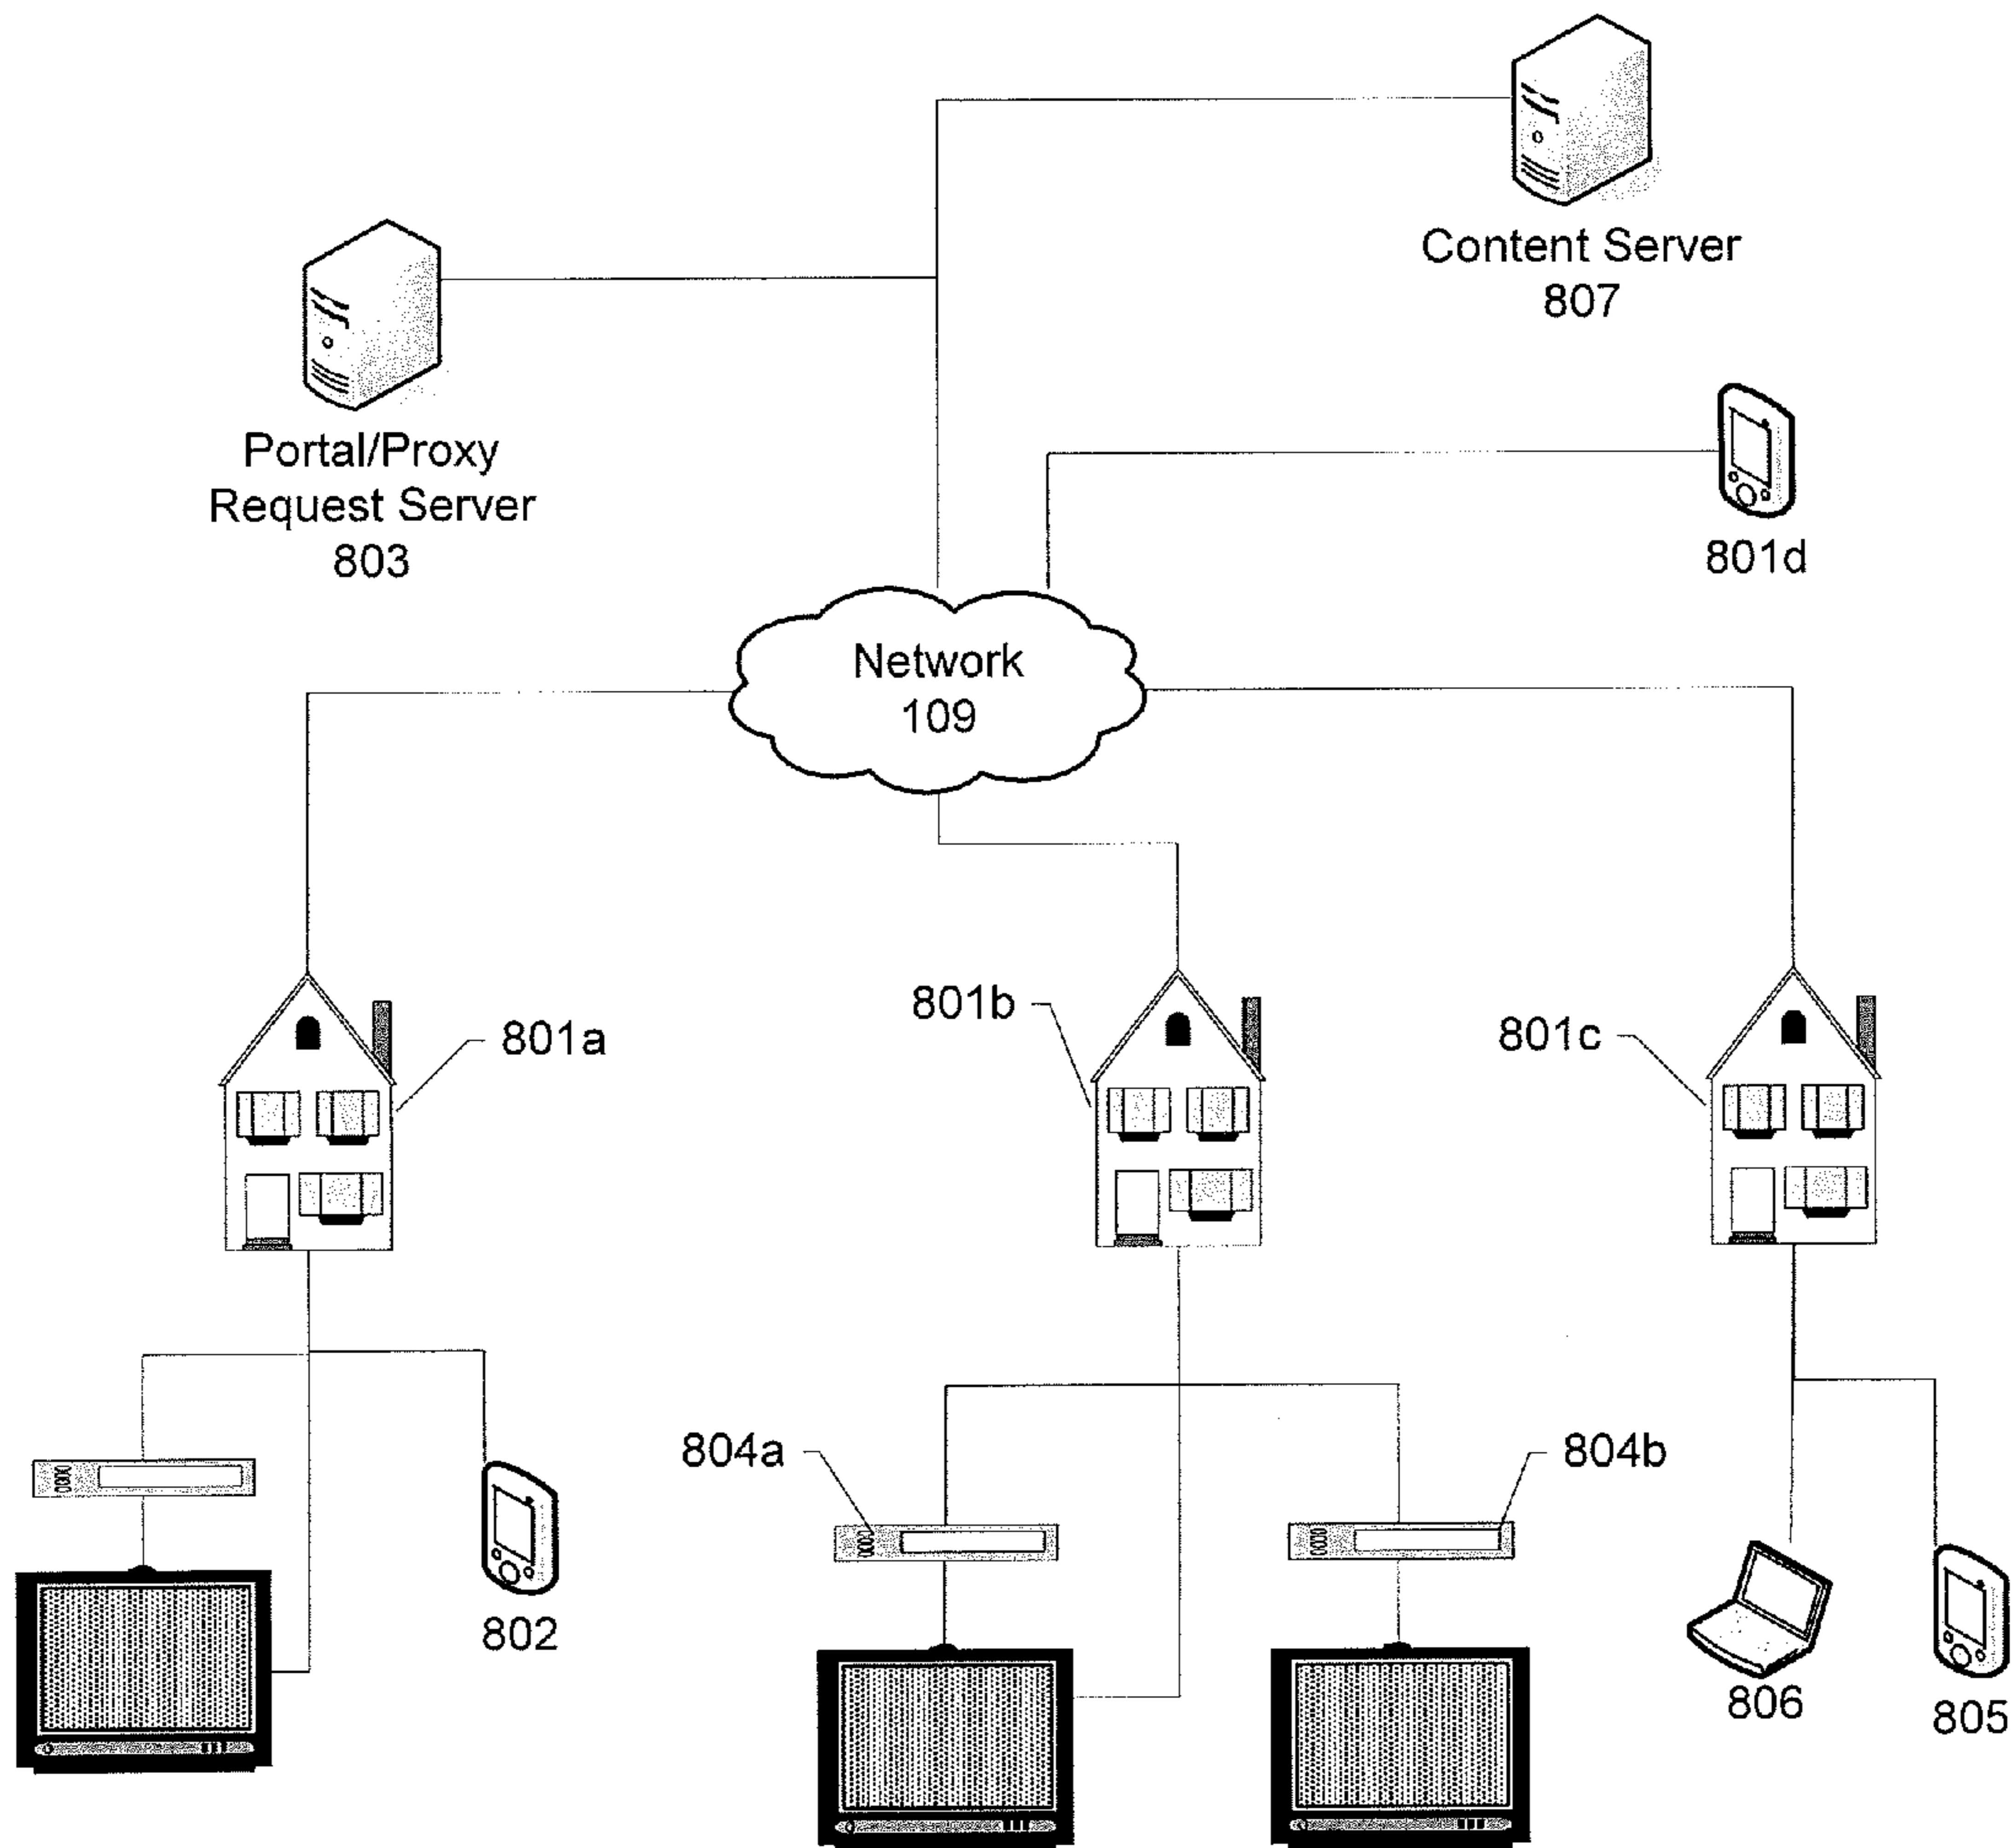 Content Server
807
Portal/Proxy
Request Server
803
801d
Network
109
801a
801b
801c
804a
804b
802
806
805